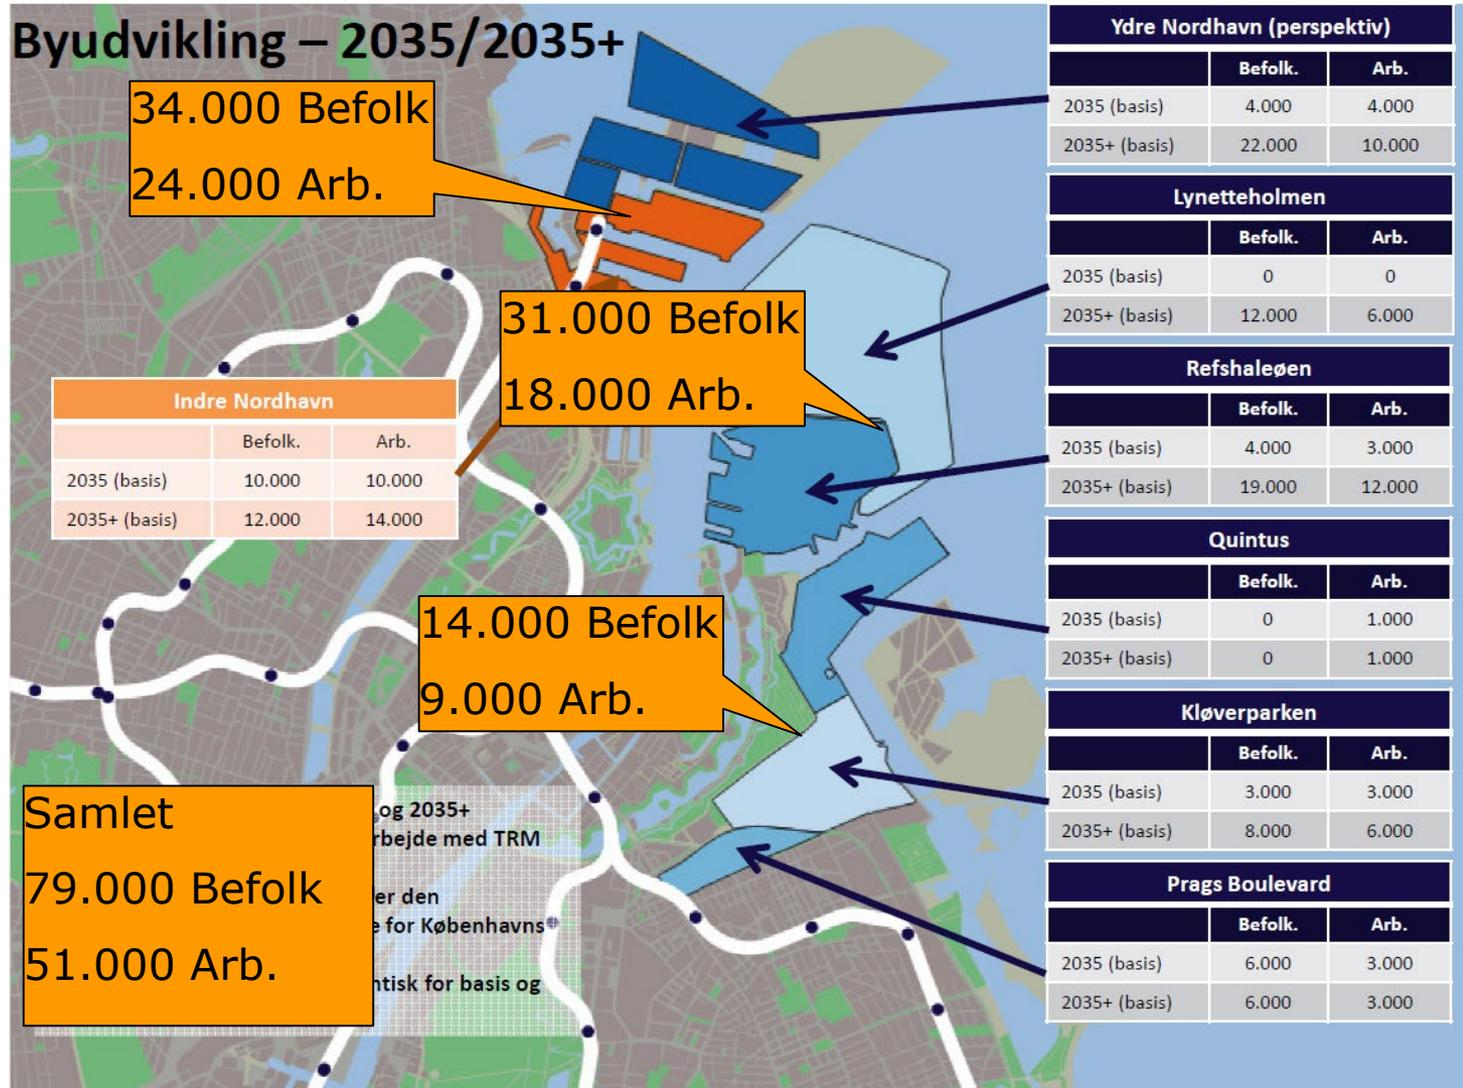 Byudvikling – 2035/2035+
34.000 Befolk
24.000 Arb.
31.000 Befolk
18.000 Arb.
Indre Nordhavn
Befolk. Arb.
2035 (basis) 10.000 10.000
2035+ (basis) 12.000 14.000
14.000 Befolk
9.000 Arb.
Samlet
79.000 Befolk
51.000 Arb.
og 2035+
rbejde med TRM
er den
for Københavns
ntisk for basis og
Ydre Nordhavn (perspektiv)
Befolk. Arb.
2035 (basis) 4.000 4.000
2035+ (basis) 22.000 10.000
Lynetteholmen
Befolk. Arb.
2035 (basis) 0 0
2035+ (basis) 12.000 6.000
Refshaleøen
Befolk. Arb.
2035 (basis) 4.000 3.000
2035+ (basis) 19.000 12.000
Quintus
Befolk. Arb.
2035 (basis) 0 1.000
2035+ (basis) 0 1.000
Kløverparken
Befolk. Arb.
2035 (basis) 3.000 3.000
2035+ (basis) 8.000 6.000
Prags Boulevard
Befolk. Arb.
2035 (basis) 6.000 3.000
2035+ (basis) 6.000 3.000